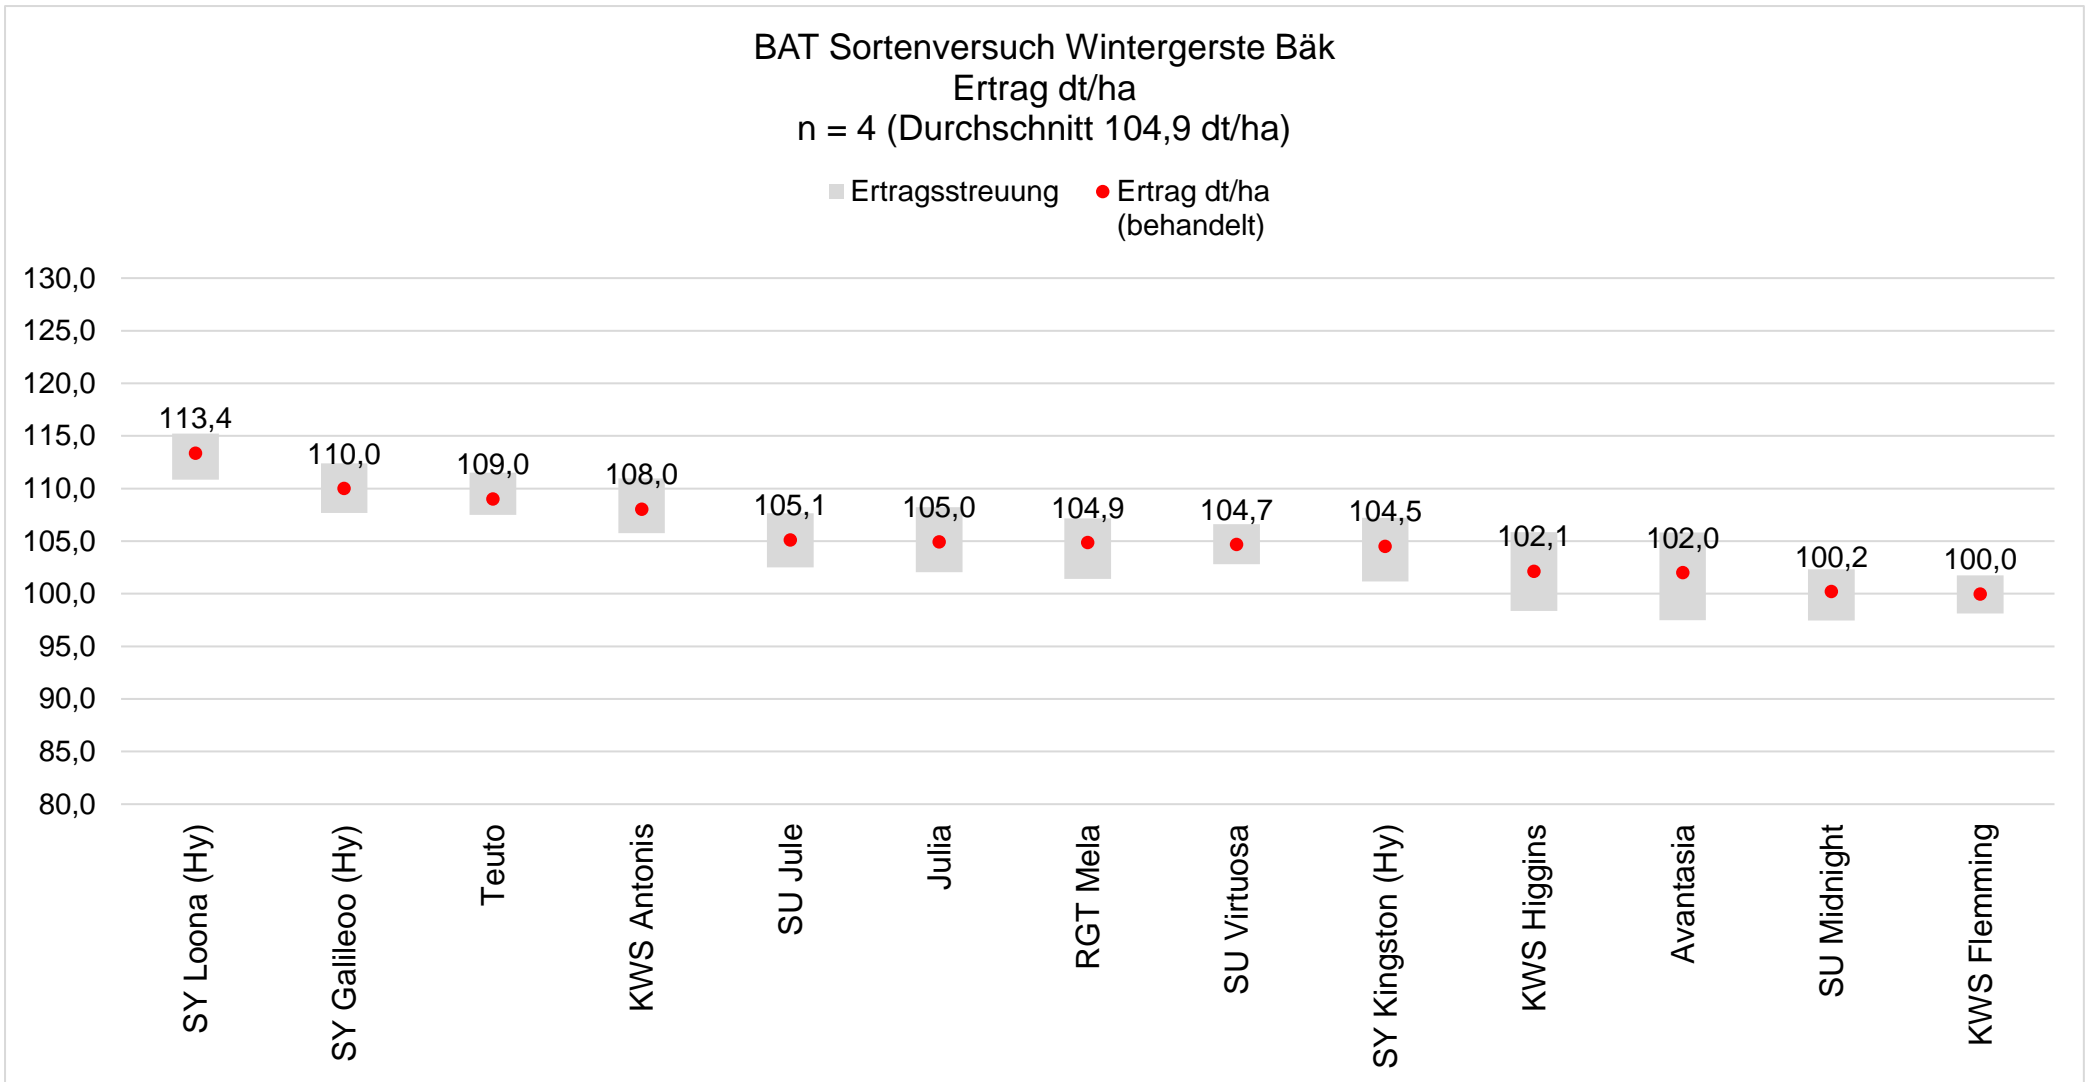 BAT Sortenversuch Wintergerste Bäk
Ertrag dt/ha
n = 4 (Durchschnitt 104,9 dt/ha)
Ertragsstreuung
Ertrag dt/ha
(behandelt)
130,0
125,0
120,0
115,0
110,0
105,0
100,0
95,0
90,0
85,0
80,0
113,4
110,0
109,0
108,0
105,1
105,0
104,9
104,7
104,5
102,1
102,0
100,2
100,0
SY Loona (Hy)
SY Galileoo (Hy)
Teuto
KWS Antonis
SU Jule
Julia
RGT Mela
SU Virtuosa
SY Kingston (Hy)
KWS Higgins
Avantasia
SU Midnight
KWS Flemming